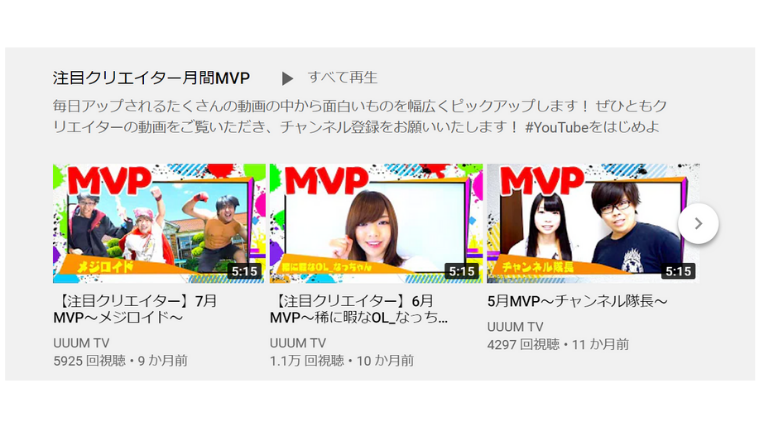 注目クリエイター月間MVP ▶ すべて再生
毎日アップされるたくさんの動画の中から面白いものを幅広くピックアップします！ ぜひともク
リエイターの動画をご覧いただき、チャンネル登録をお願いいたします！ #YouTubeをはじめよ
MVP
メジロイド
5:15
MVP
稀に暇なOL_なっちゃん
5:15
MVP
チャンネル隊長
5:15
【注目クリエイター】7月
MVP〜メジロイド〜
UUUM TV
5925 回視聴・9 か月前
【注目クリエイター】6月
MVP〜稀に暇なOL_なっち...
UUUM TV
1.1万 回視聴・10 か月前
5月MVP〜チャンネル隊長〜
UUUM TV
4297 回視聴・11 か月前